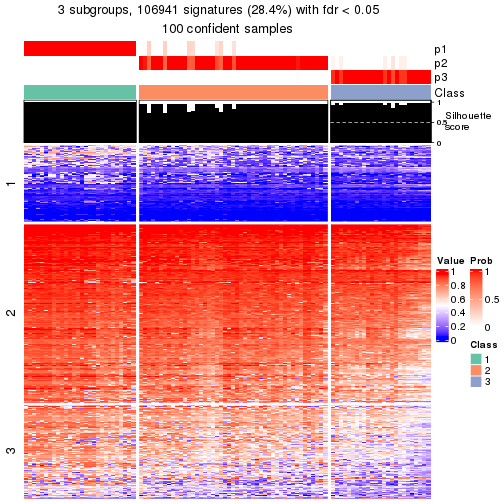 3 subgroups, 106941 signatures (28.4%) with fdr < 0.05
100 confident samples
p1
p2
p3
Class
1
0.5
0
Silhouette
score
1
2
3
Value
1
0.8
0.6
0.4
0.2
0
Prob
1
0.5
0
Class
1
2
3